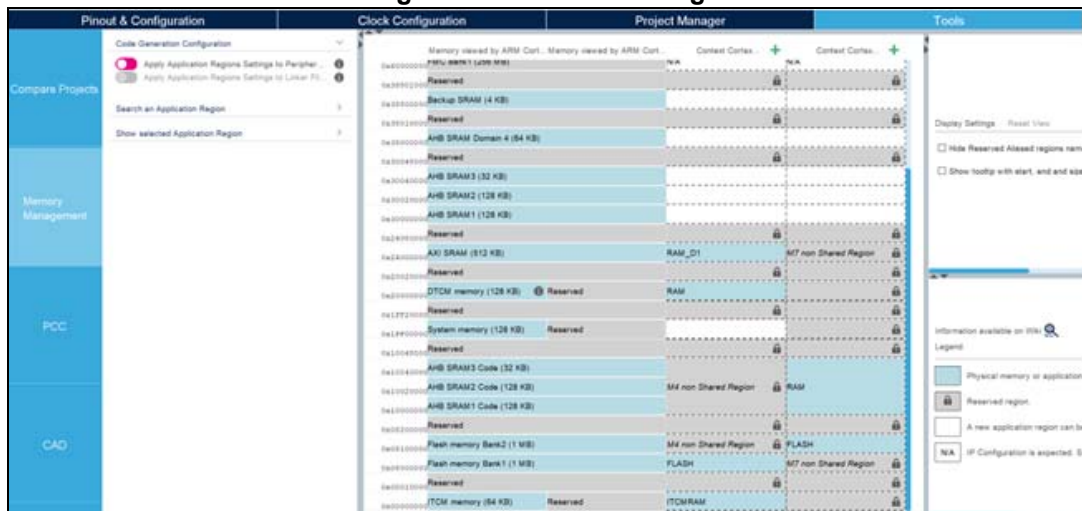 Pinout & Configuration
Clock Configuration
Project Manager
Tools
Compare Projects
Memory
Management
PCC
CAD
Code Generation Configuration
Apply Application Regions Settings to Peripher...
Apply Application Regions Settings to Linker Fil...
Search an Application Region
Show selected Application Region
Memory viewed by ARM Cort... Memory viewed by ARM Cort... Context Cortex... Context Cortex...
FMC Bank1 (256 MB) N/A N/A
Reserved
Backup SRAM (4 KB)
Reserved
AHB SRAM Domain 4 (64 KB)
Reserved
AHB SRAM3 (32 KB)
AHB SRAM2 (128 KB)
AHB SRAM1 (128 KB)
Reserved
AXI SRAM (512 KB) RAM_D1 M7 non Shared Region
Reserved
DTCM memory (128 KB) Reserved RAM
Reserved
System memory (128 KB) Reserved
Reserved
AHB SRAM3 Code (32 KB)
AHB SRAM2 Code (128 KB) M4 non Shared Region RAM
AHB SRAM1 Code (128 KB)
Reserved
Flash memory Bank2 (1 MB) M4 non Shared Region FLASH
Flash memory Bank1 (1 MB) FLASH M7 non Shared Region
Reserved
ITCM memory (64 KB) Reserved ITCMRAM
Display Settings Reset View
Hide Reserved Aliased regions nam
Show tooltip with start, end and size
Information available on Wiki
Legend
Physical memory or application
Reserved region.
A new application region can be
N/A IP Configuration is expected. S